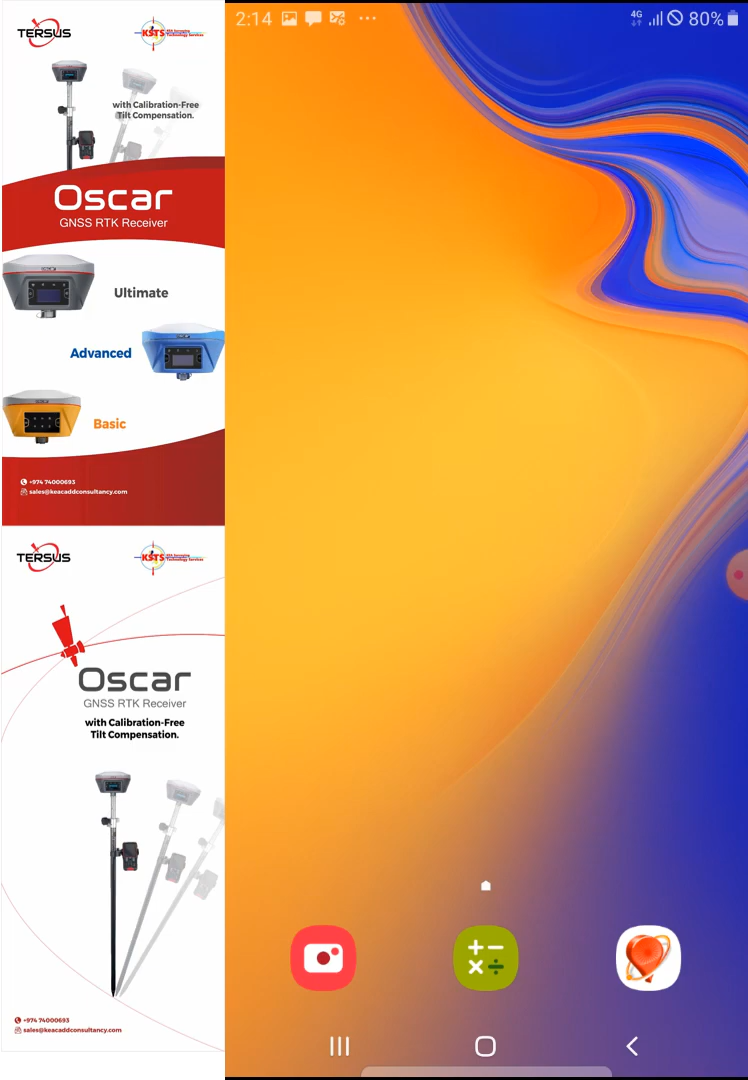 TERSUS
KSTS
with Calibration-Free
Tilt Compensation.
Oscar
GNSS RTK Receiver
Ultimate
Advanced
Basic
+974 74000693
sales@keacaddconsultancy.com
TERSUS
KSTS
Oscar
GNSS RTK Receiver
with Calibration-Free
Tilt Compensation.
+974 74000693
sales@keacaddconsultancy.com
2:14
4G
80%